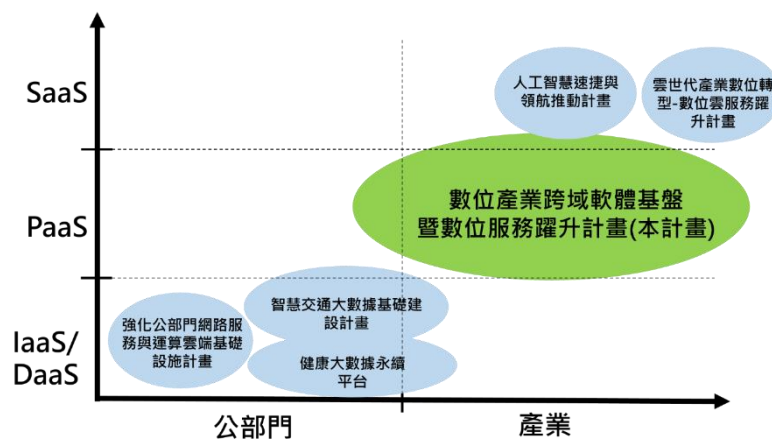 SaaS
人工智慧速捷與
領航推動計畫
雲世代產業數位轉
型-數位雲服務躍
升計畫
PaaS
數位產業跨域軟體基盤
暨數位服務躍升計畫(本計畫)
IaaS/
DaaS
強化公部門網路服
務與運算雲端基礎
設施計畫
智慧交通大數據基礎建
設計畫
健康大數據永續
平台
公部門
產業